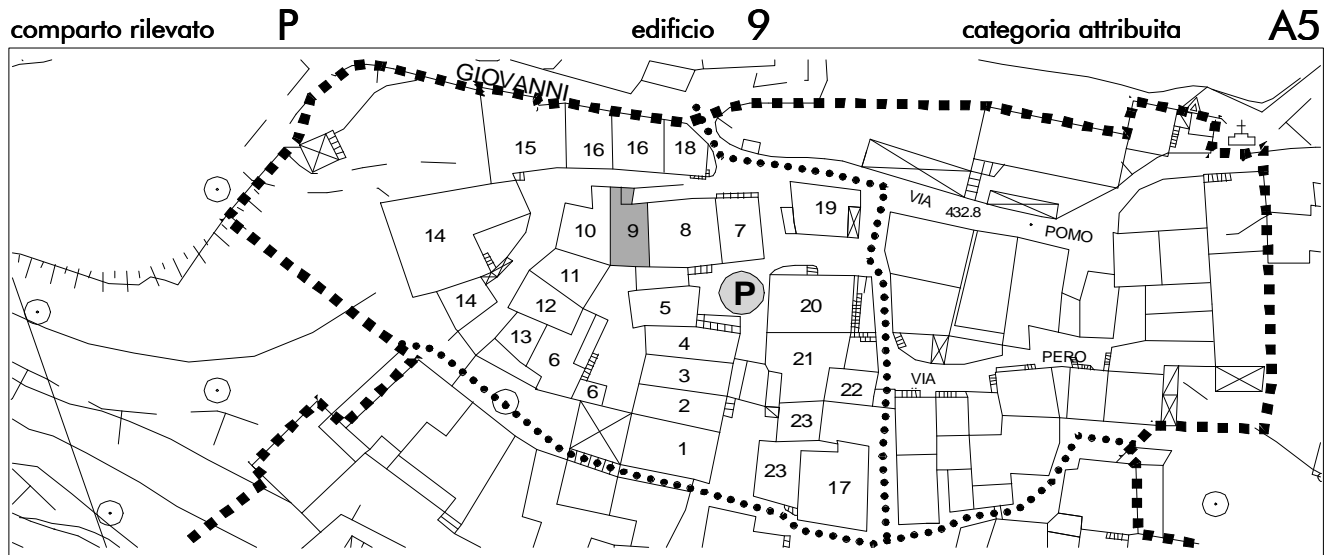 comparto rilevato P edificio 9 categoria attribuita A5
GIOVANNI
15 16 16 18
19
VIA 432.8 POMO
14 10 9 8 7
11
P
14 12 5 20
13 6 4 21
PERO
3 VIA
6 2 22
23
1
23 17